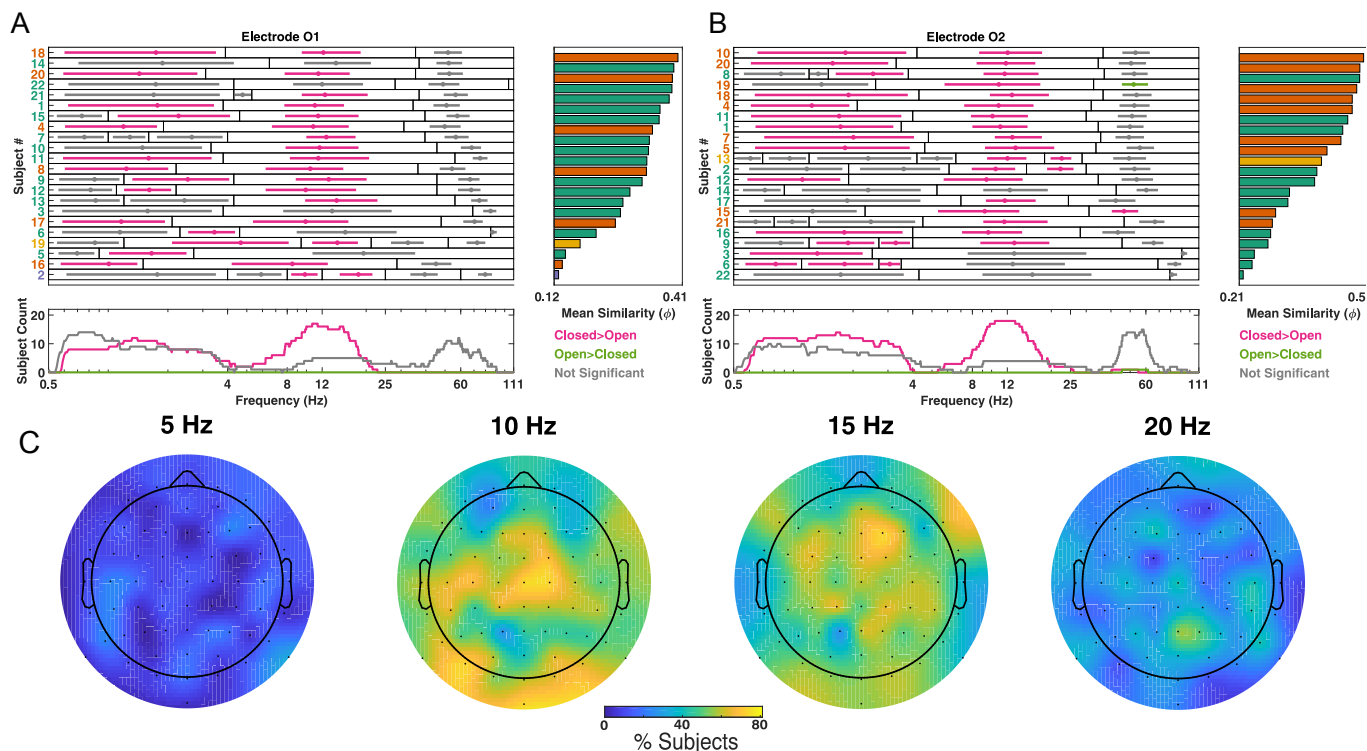 A
B
Electrode O1
Electrode O2
Subject #
18
14
20
22
21
1
15
4
7
10
11
8
9
12
13
3
17
6
19
5
16
2
0.12 0.41
Mean Similarity (ϕ)
Closed>Open
Open>Closed
Not Significant
Subject Count
20
10
0
0.5 4 8 12 25 60 111
Frequency (Hz)
Subject #
10
20
8
19
18
4
11
1
7
5
13
2
12
14
17
15
21
16
9
3
6
22
0.21 0.5
Mean Similarity (ϕ)
Closed>Open
Open>Closed
Not Significant
Subject Count
20
10
0
0.5 4 8 12 25 60 111
Frequency (Hz)
C
5 Hz 10 Hz 15 Hz 20 Hz
0 40 80
% Subjects